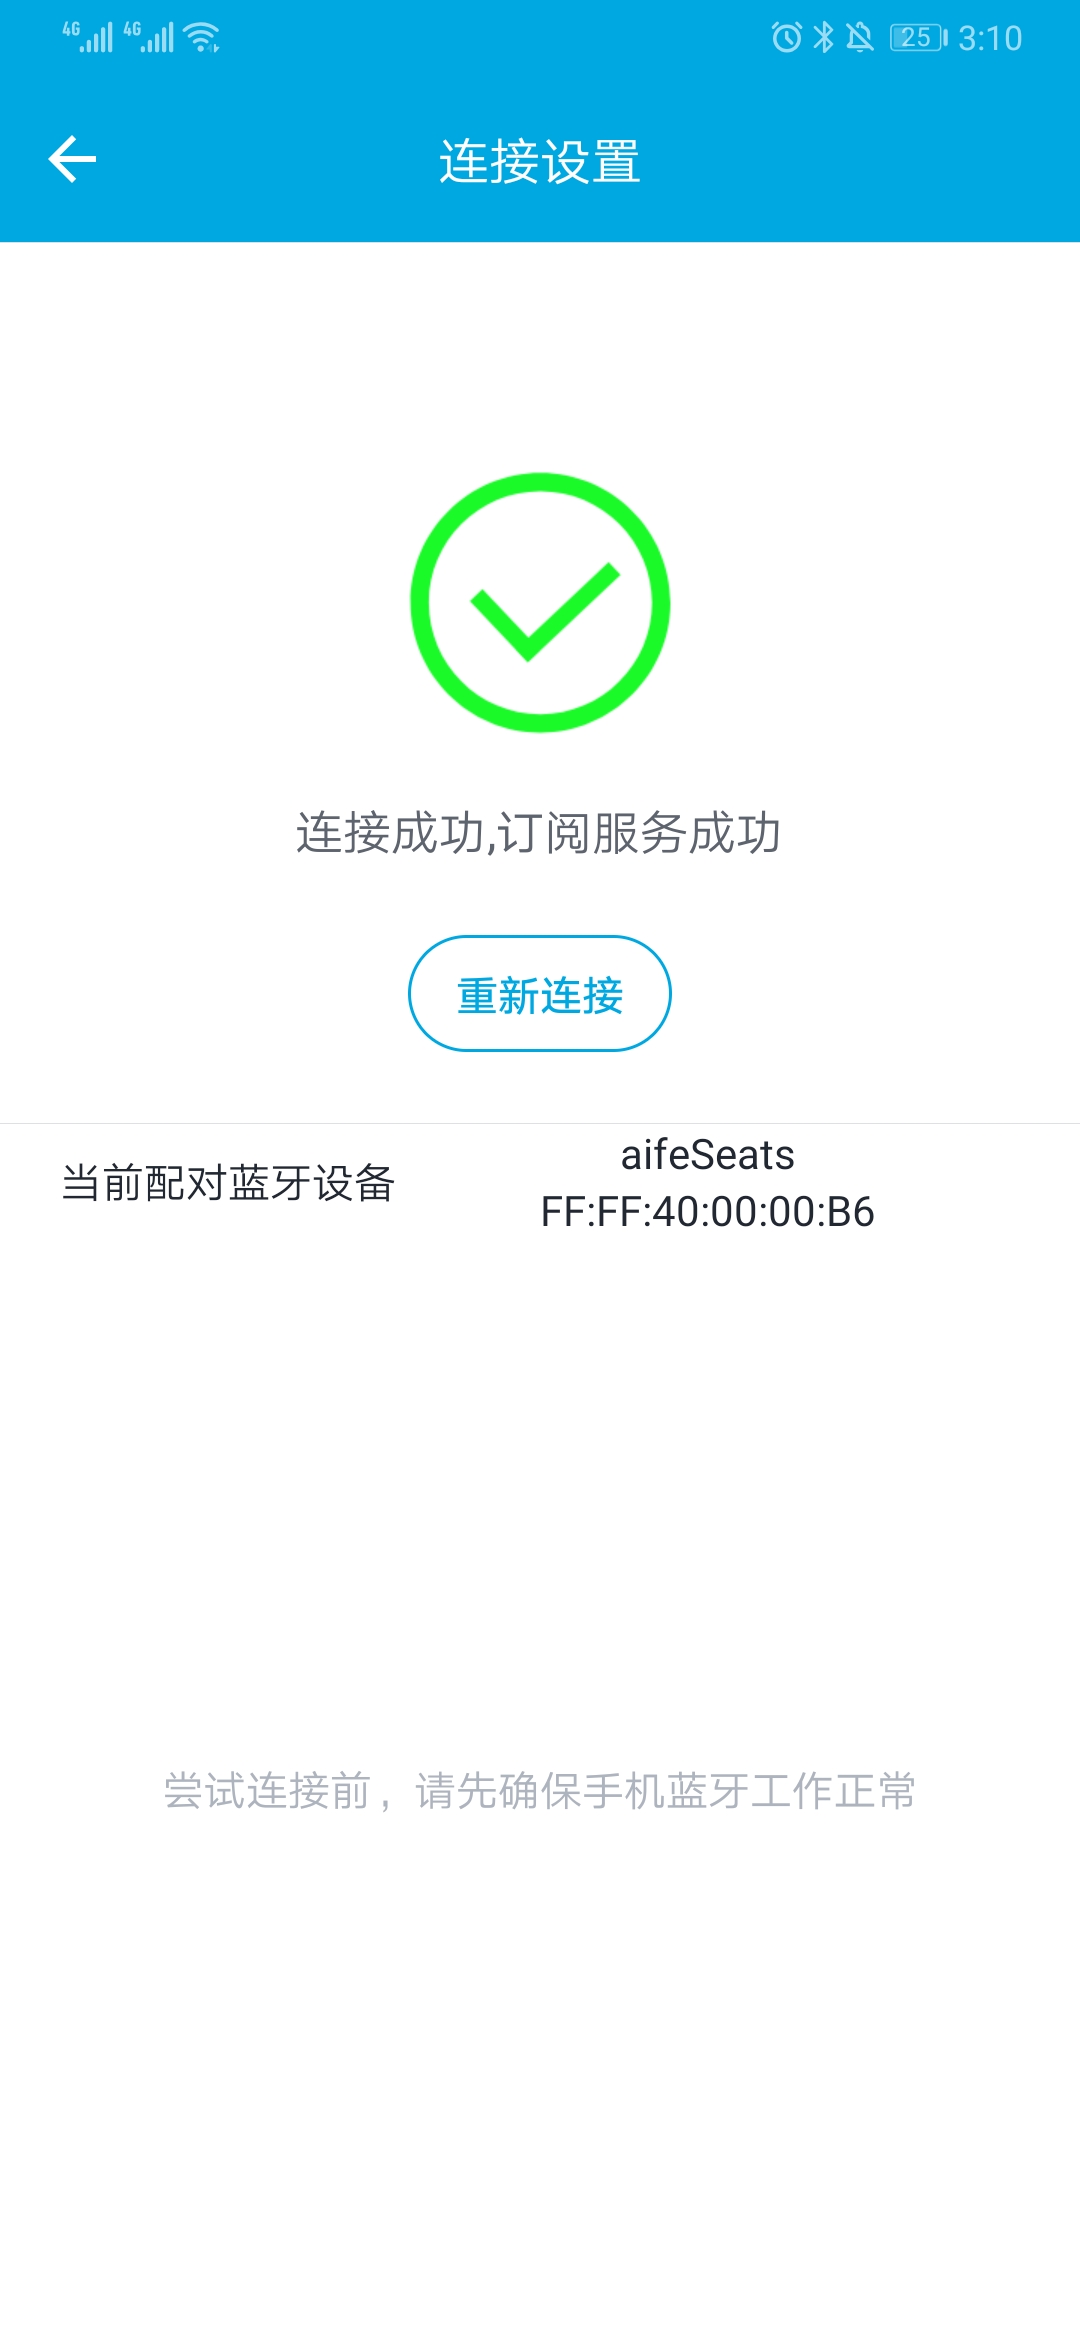 4G 4G 25 3:10
连接设置
连接成功,订阅服务成功
重新连接
当前配对蓝牙设备
aifeSeats
FF:FF:40:00:00:B6
尝试连接前，请先确保手机蓝牙工作正常